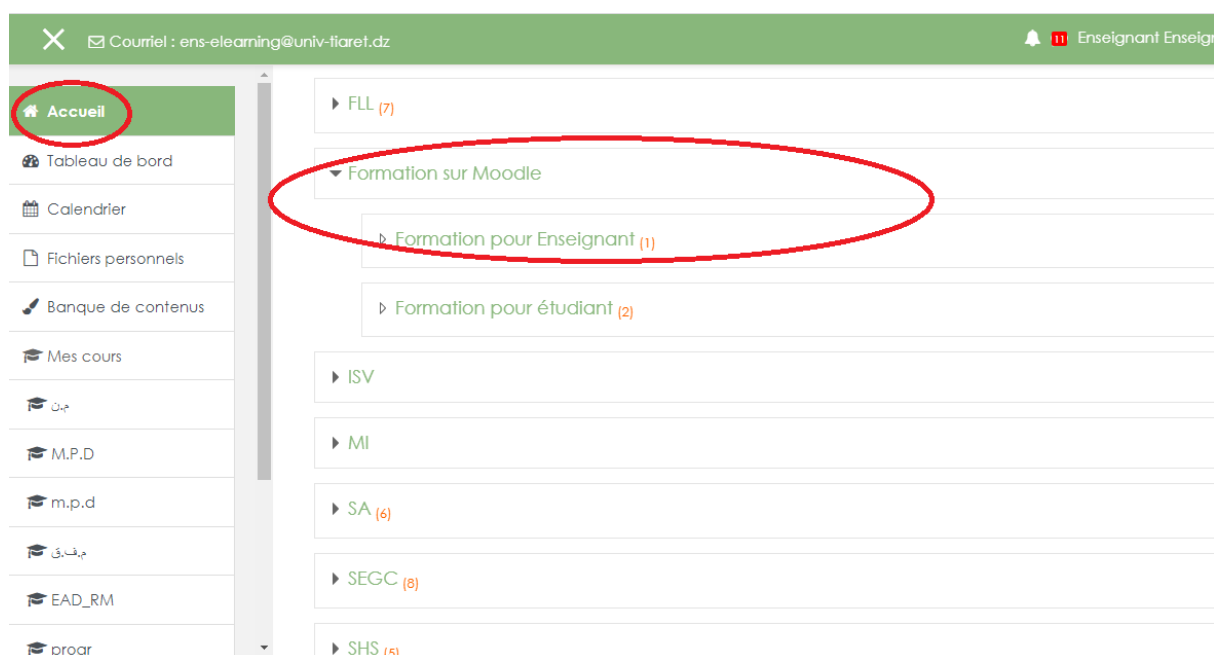 Courriel : ens-elearning@univ-tiaret.dz
11 Enseignant Enseign
Accueil
Tableau de bord
Calendrier
Fichiers personnels
Banque de contenus
Mes cours
م.ن
M.P.D
m.p.d
م.ف.ق
EAD_RM
progr
FLL (7)
Formation sur Moodle
Formation pour Enseignant (1)
Formation pour étudiant (2)
ISV
MI
SA (6)
SEGC (8)
SHS (5)